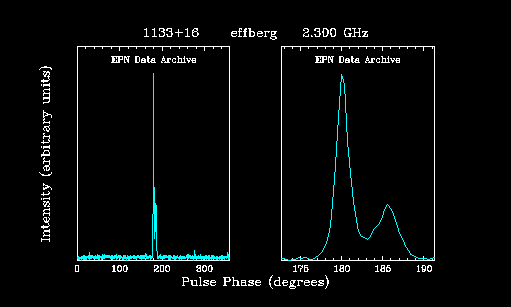 1133+16 effberg 2.300 GHz
EPN Data Archive EPN Data Archive
Intensity (arbitrary units)
0 100 200 300 175 180 185 190
Pulse Phase (degrees)